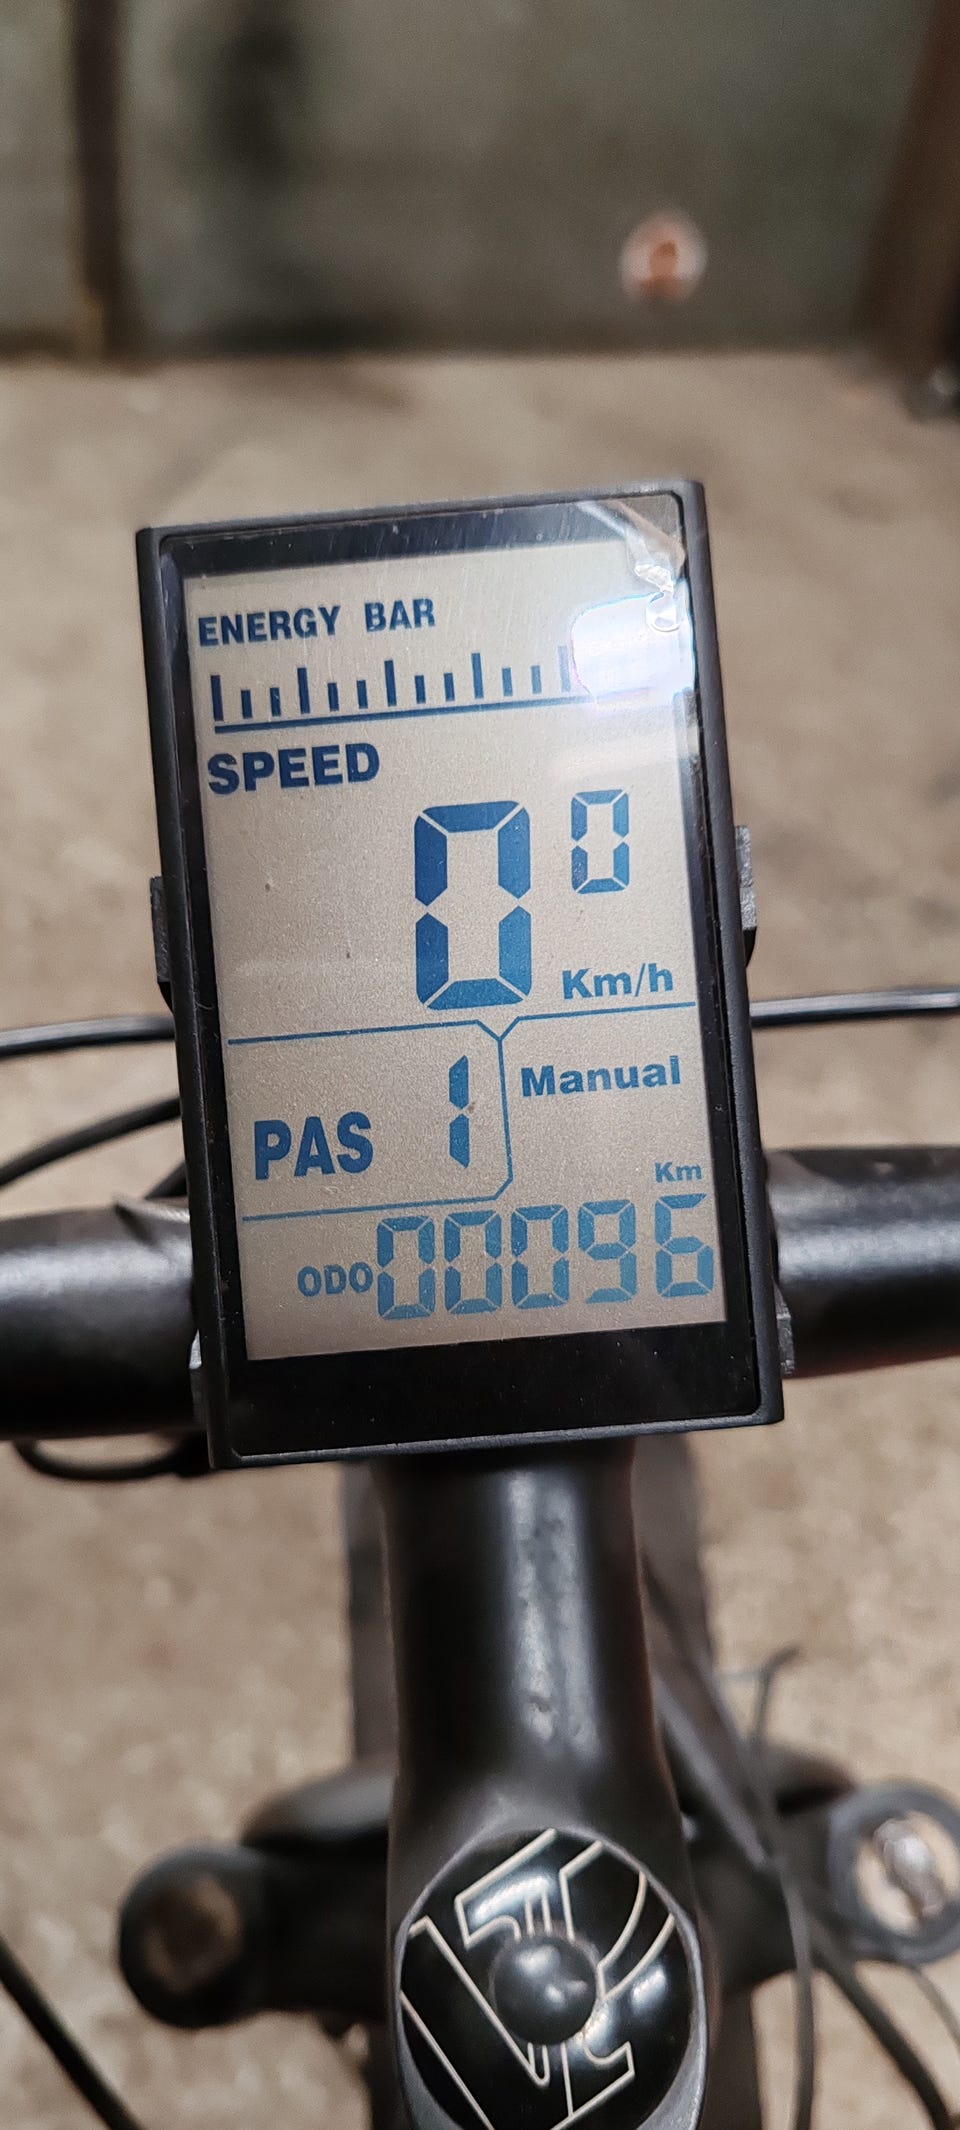 ENERGY BAR
SPEED
0 0
Km/h
PAS 1
Manual
Km
ODO 00096